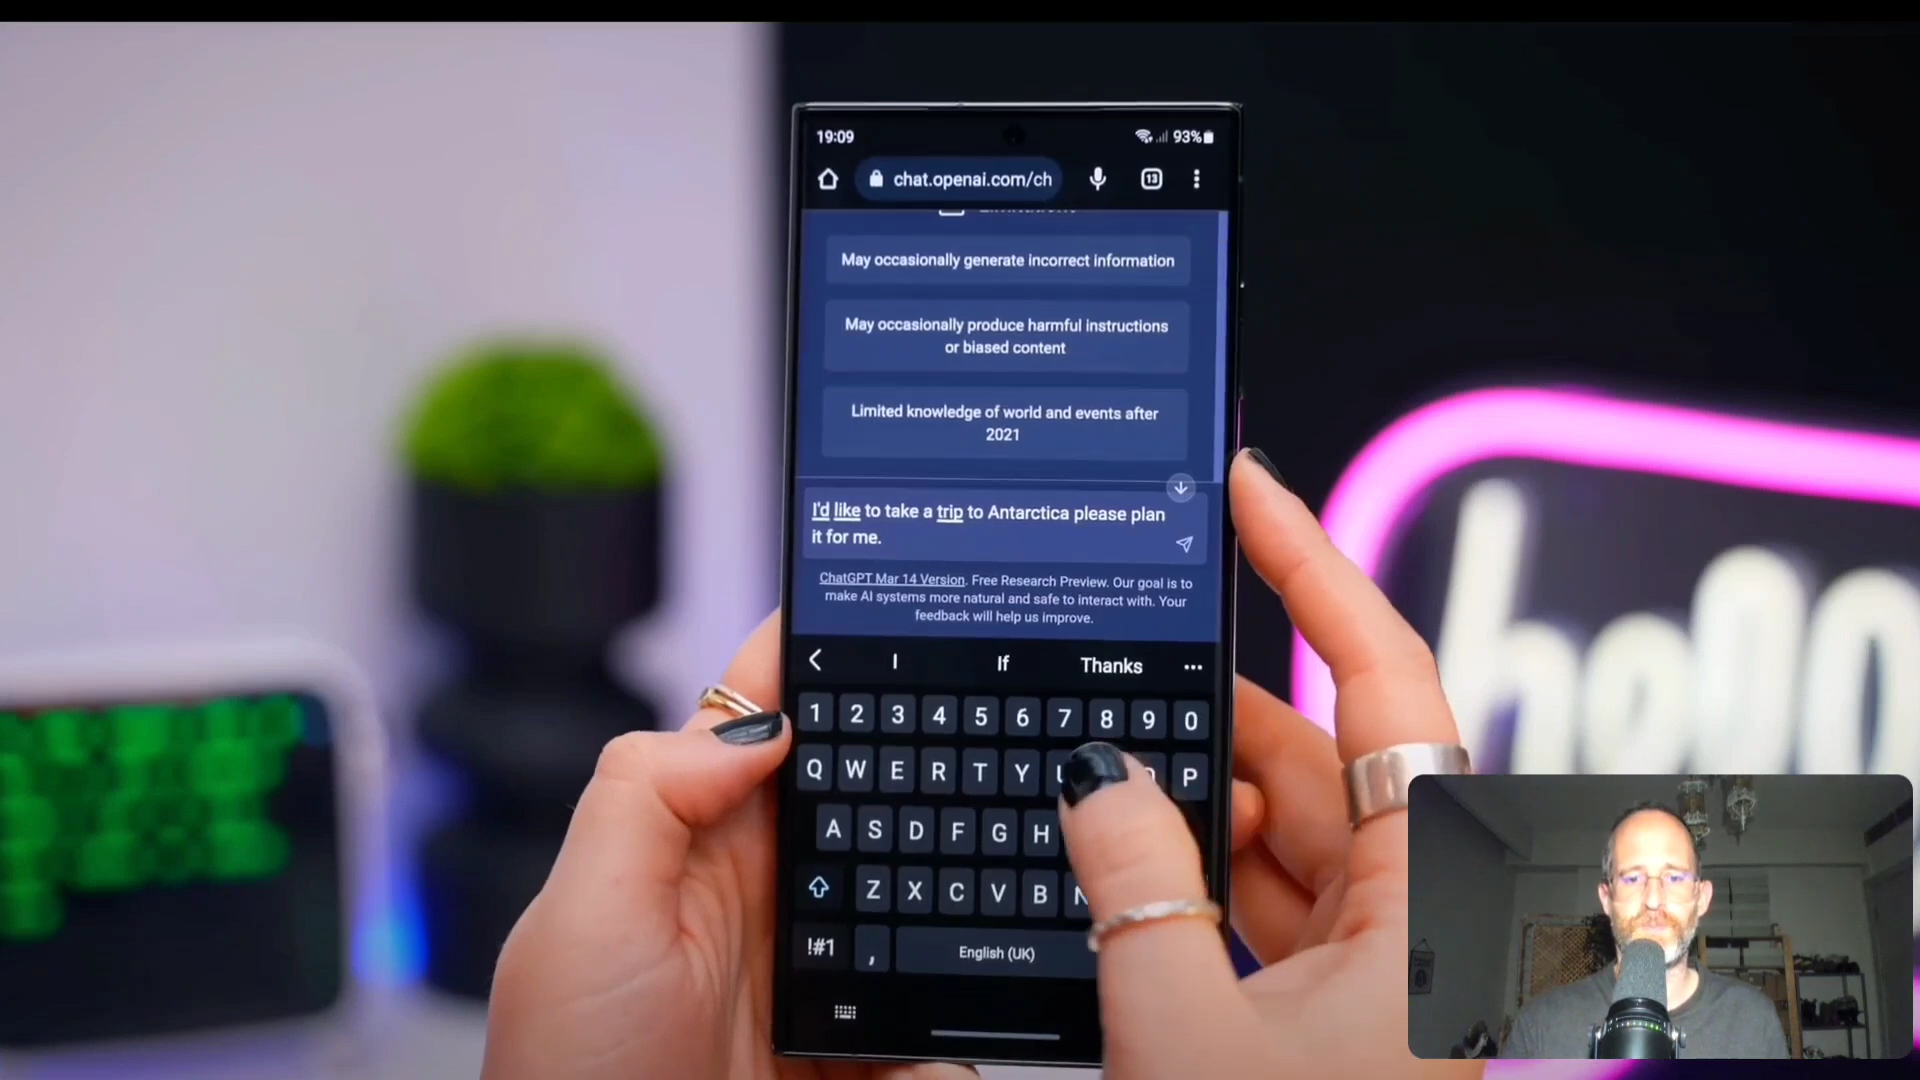 19:09
93%
chat.openai.com/ch
13
May occasionally generate incorrect information
May occasionally produce harmful instructions
or biased content
Limited knowledge of world and events after
2021
I'd like to take a trip to Antarctica please plan
it for me.
ChatGPT Mar 14 Version. Free Research Preview. Our goal is to
make AI systems more natural and safe to interact with. Your
feedback will help us improve.
I If Thanks
1 2 3 4 5 6 7 8 9 0
Q W E R T Y U P
A S D F G H
Z X C V B N
!#1 , English (UK)
hello